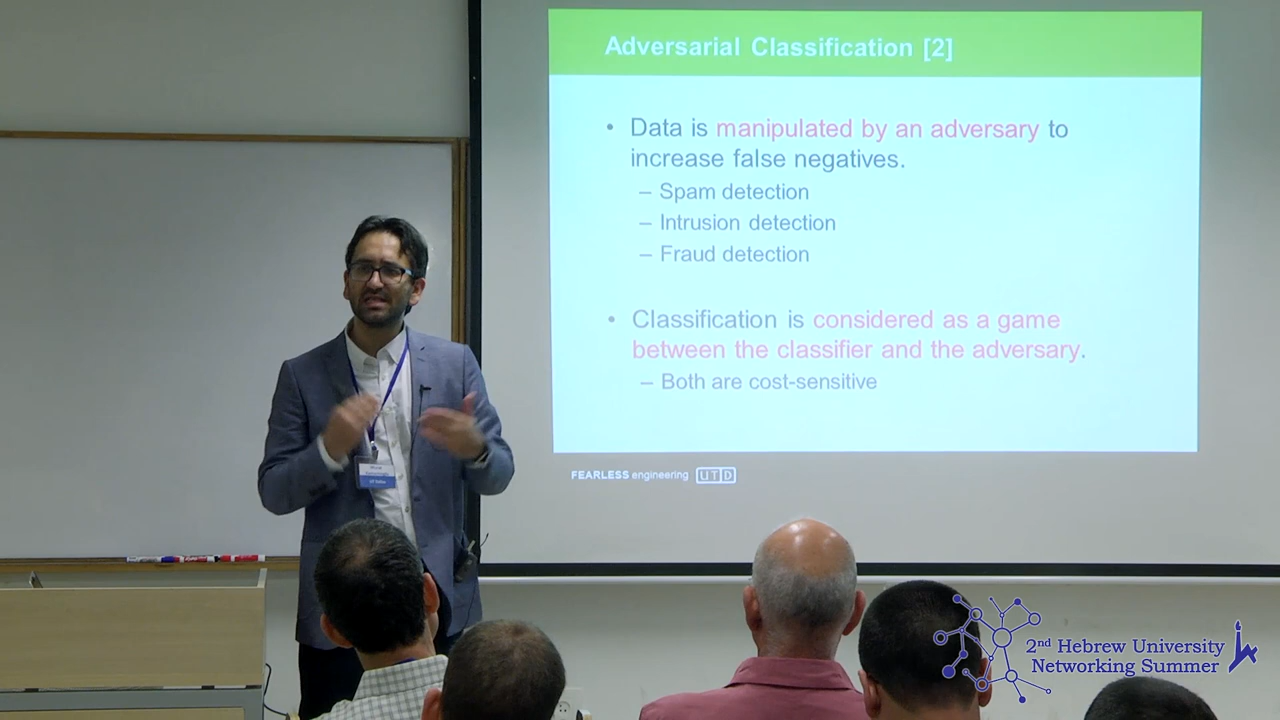 Adversarial Classification [2]
• Data is manipulated by an adversary to
increase false negatives.
– Spam detection
– Intrusion detection
– Fraud detection
• Classification is considered as a game
between the classifier and the adversary.
– Both are cost-sensitive
FEARLESS engineering UTD
2nd Hebrew University
Networking Summer